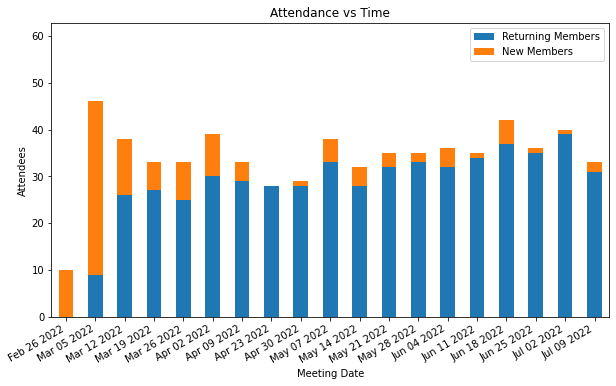 Attendance vs Time
Returning Members
New Members
60
50
40
30
20
10
0
Attendees
Feb 26 2022
Mar 05 2022
Mar 12 2022
Mar 19 2022
Mar 26 2022
Apr 02 2022
Apr 09 2022
Apr 23 2022
Apr 30 2022
May 07 2022
May 14 2022
May 21 2022
May 28 2022
Jun 04 2022
Jun 11 2022
Jun 18 2022
Jun 25 2022
Jul 02 2022
Jul 09 2022
Meeting Date